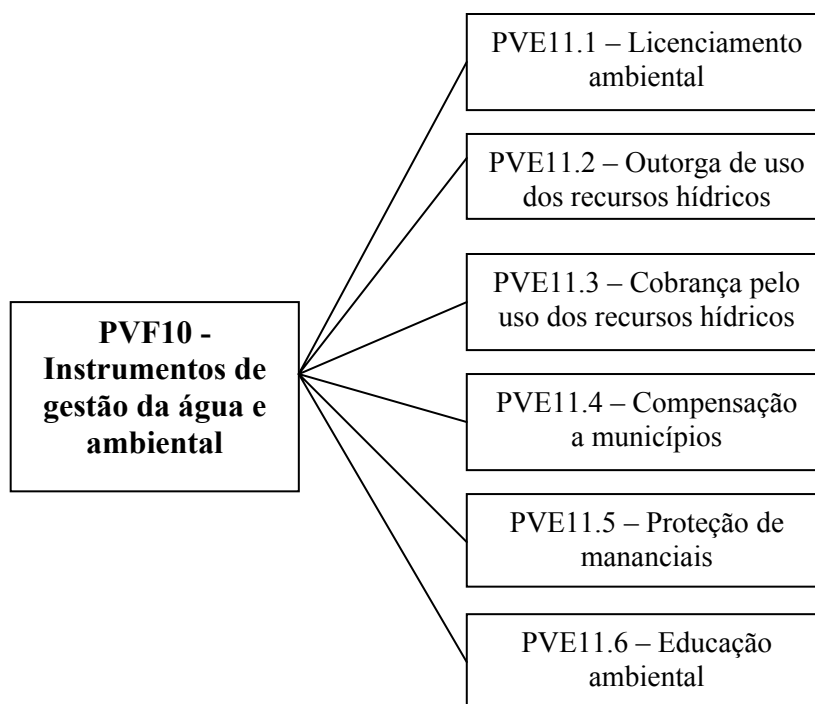 PVE11.1 – Licenciamento
ambiental
PVE11.2 – Outorga de uso
dos recursos hídricos
PVE11.3 – Cobrança pelo
uso dos recursos hídricos
PVF10 -
Instrumentos de
gestão da água e
ambiental
PVE11.4 – Compensação
a municípios
PVE11.5 – Proteção de
mananciais
PVE11.6 – Educação
ambiental